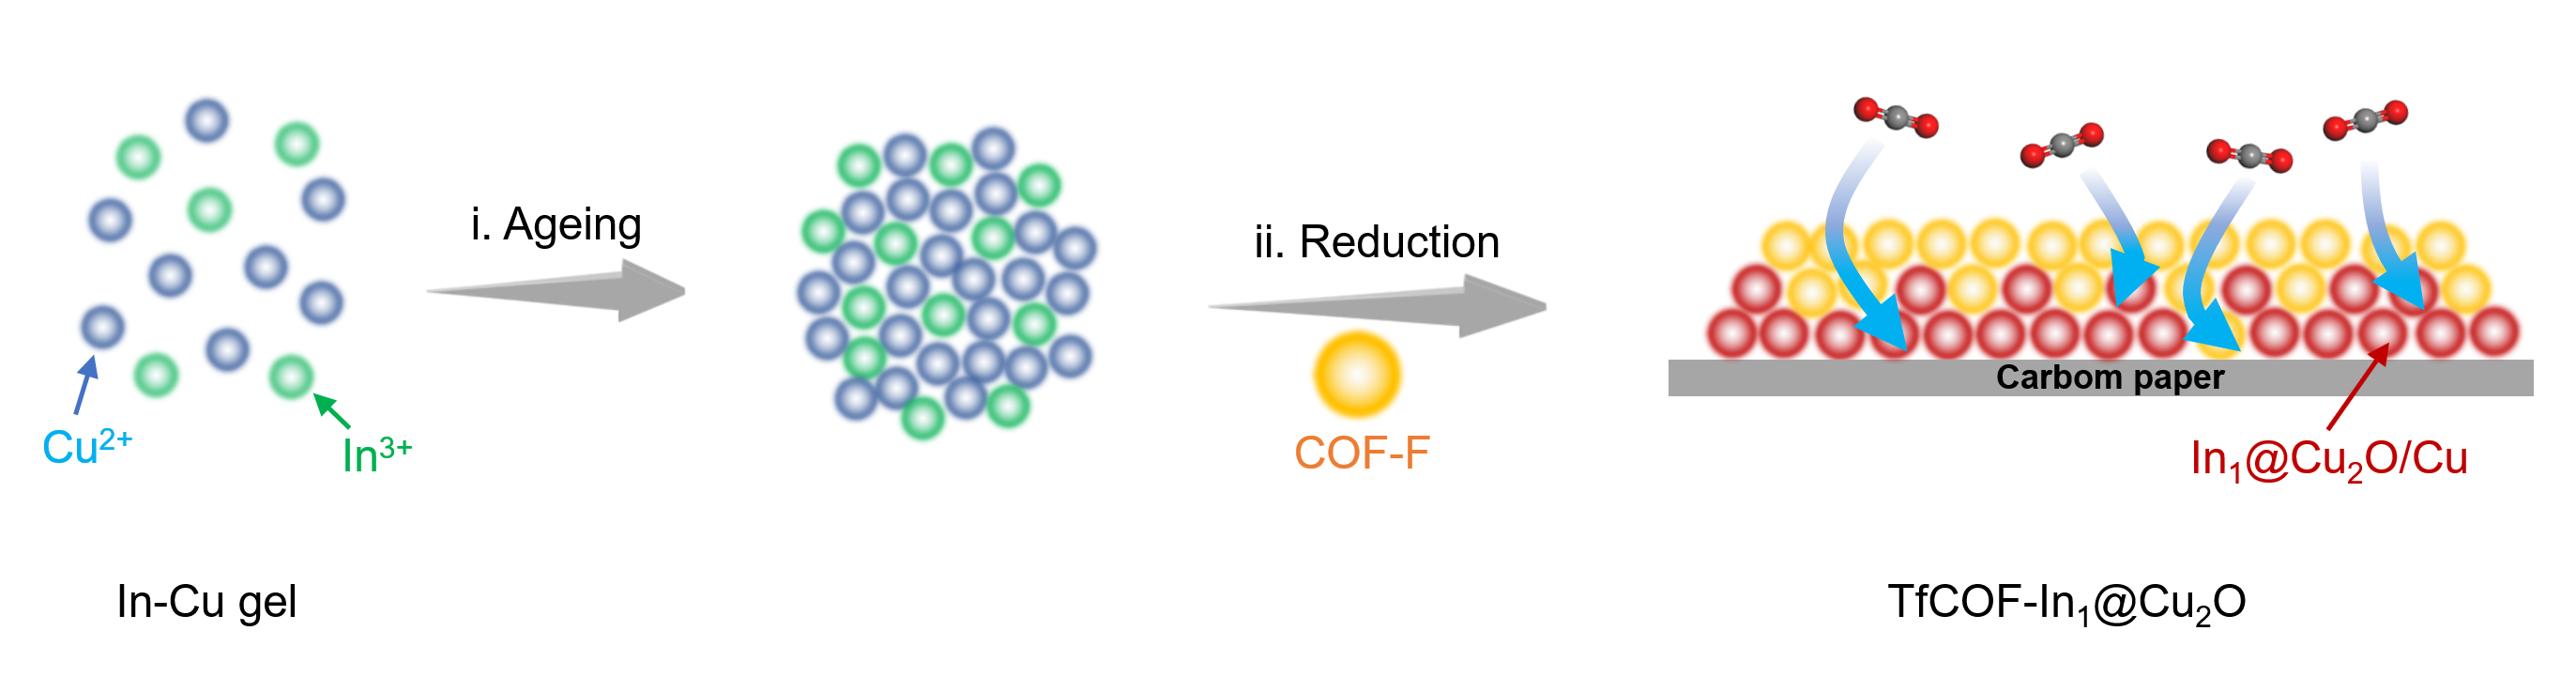 i. Ageing
ii. Reduction
Cu²⁺
In³⁺
COF-F
Carbom paper
In₁@Cu₂O/Cu
In-Cu gel
TfCOF-In₁@Cu₂O